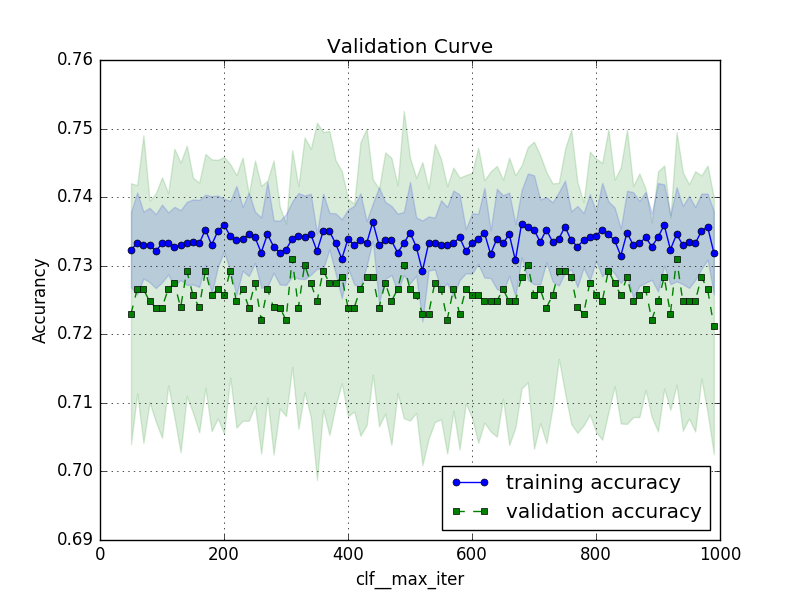 Validation Curve
0.76
0.75
0.74
0.73
0.72
0.71
0.70
0.69
Accurancy
training accuracy
validation accuracy
0 200 400 600 800 1000
clf__max_iter